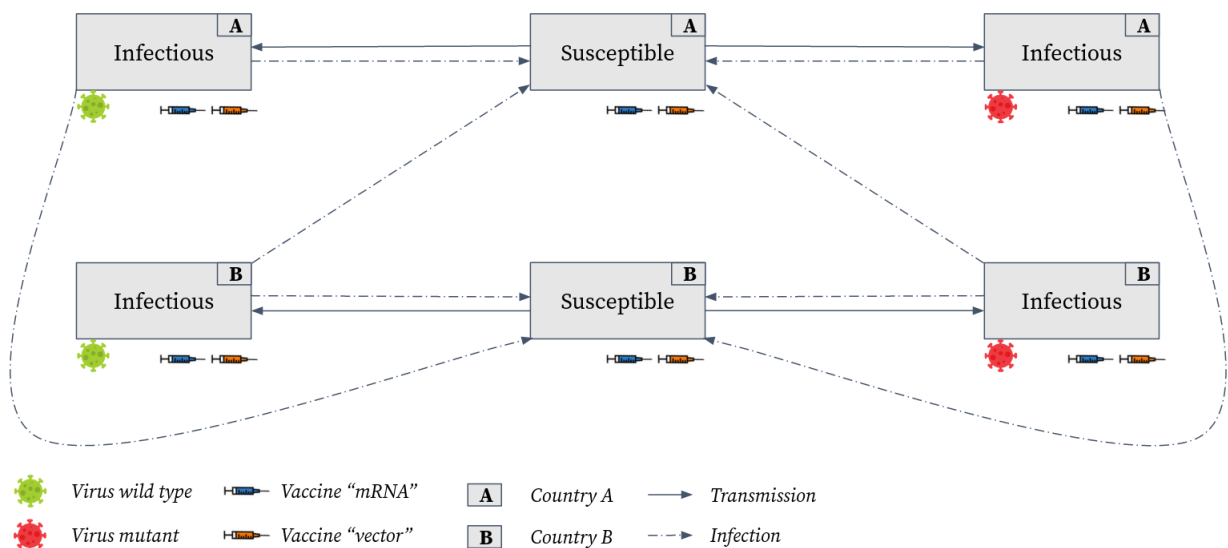 A
Infectious
A
Susceptible
A
Infectious
B
Infectious
B
Susceptible
B
Infectious
Virus wild type
Vaccine “mRNA”
A
Country A
Transmission
Virus mutant
Vaccine “vector”
B
Country B
Infection